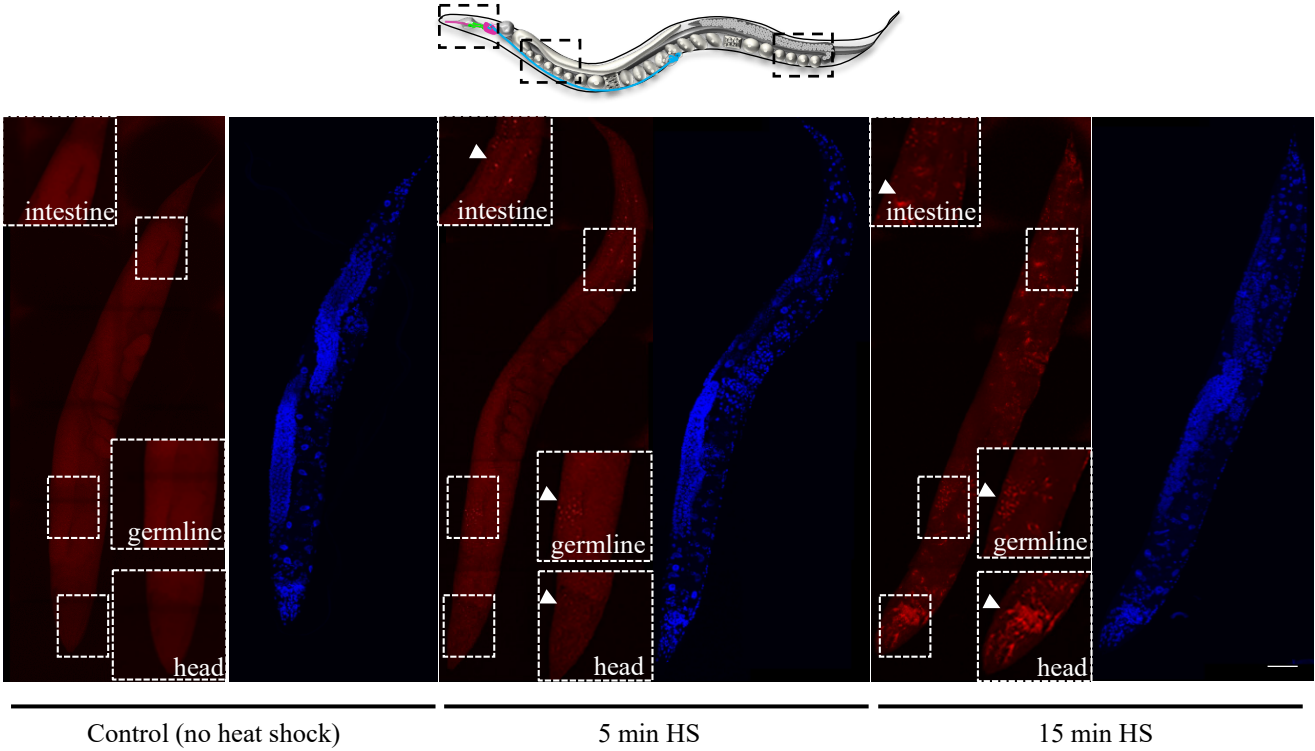 intestine
germline
head
intestine
germline
head
intestine
germline
head
Control (no heat shock)
5 min HS
15 min HS